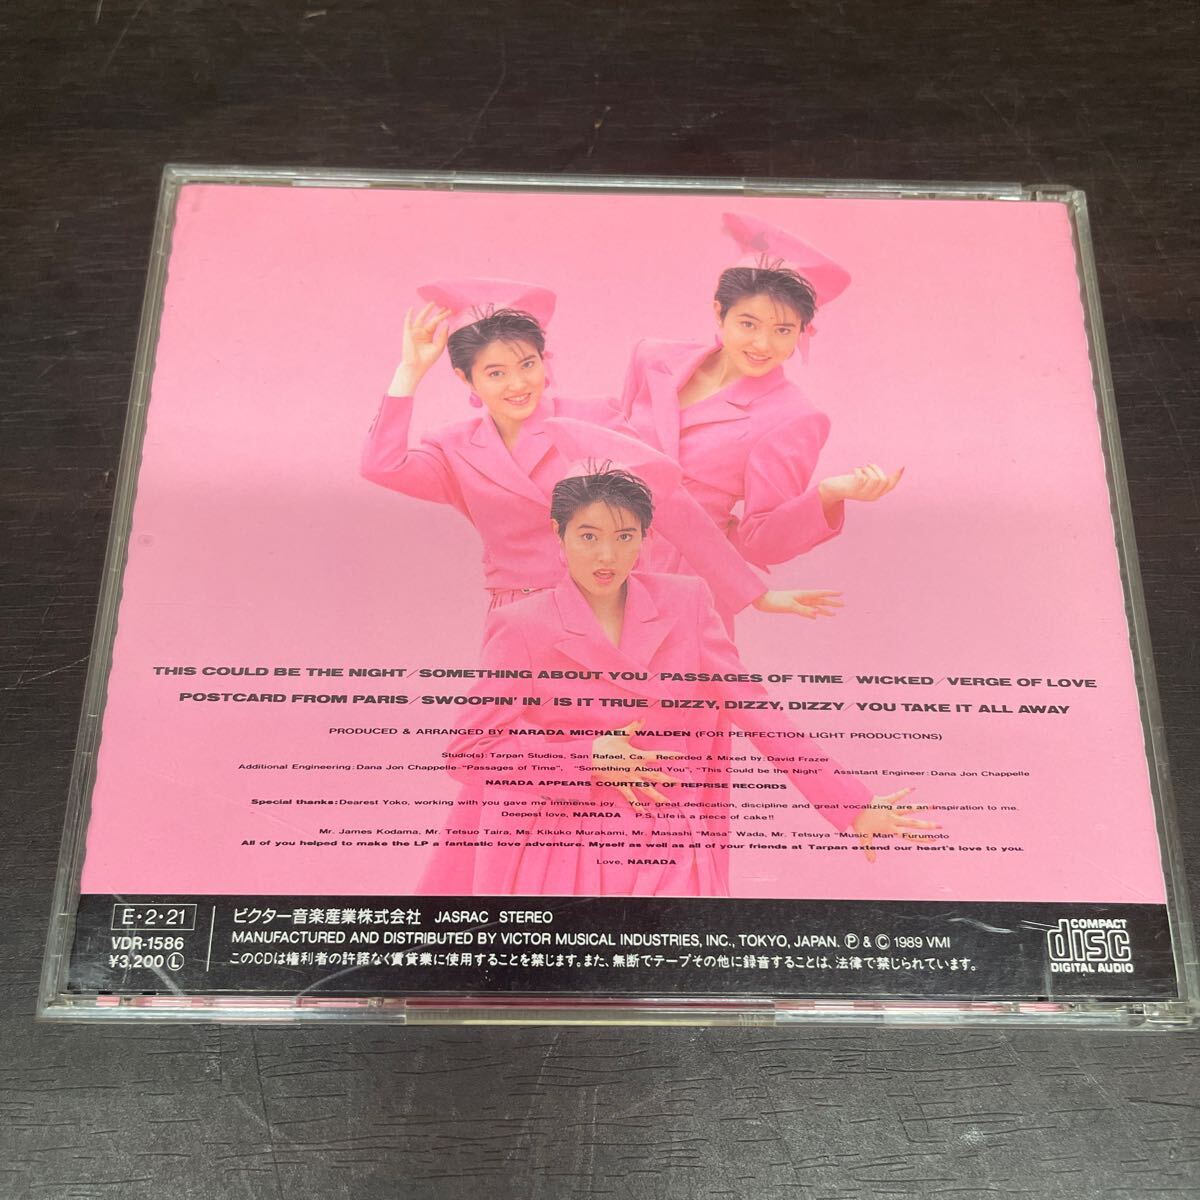 THIS COULD BE THE NIGHT/SOMETHING ABOUT YOU/PASSAGES OF TIME/WICKED/VERGE OF LOVE
POSTCARD FROM PARIS/SWOOPIN' IN/IS IT TRUE/DIZZY, DIZZY, DIZZY/YOU TAKE IT ALL AWAY
PRODUCED & ARRANGED BY NARADA MICHAEL WALDEN (FOR PERFECTION LIGHT PRODUCTIONS)
Studio(s): Tarpan Studios, San Rafael, Ca. Recorded & Mixed by: David Frazer
Additional Engineering: Dana Jon Chappelle-"Passages of Time", "Something About You", "This Could be the Night" Assistant Engineer: Dana Jon Chappelle
NARADA APPEARS COURTESY OF REPRISE RECORDS
Special thanks: Dearest Yoko, working with you gave me immense joy. Your great dedication, discipline and great vocalizing are an inspiration to me.
Deepest love, NARADA P.S. Life is a piece of cake!!
Mr. James Kodama, Mr. Tetsuo Taira, Ms. Kikuko Murakami, Mr. Masashi "Masa" Wada, Mr. Tetsuya "Music Man" Furumoto
All of you helped to make the LP a fantastic love adventure. Myself as well as all of your friends at Tarpan extend our heart's love to you.
Love, NARADA
E・2・21
VDR-1586
¥3,200 Ⓛ
ビクター音楽産業株式会社 JASRAC STEREO
MANUFACTURED AND DISTRIBUTED BY VICTOR MUSICAL INDUSTRIES, INC., TOKYO, JAPAN. Ⓟ & Ⓒ 1989 VMI
このCDは権利者の許諾なく賃貸業に使用することを禁じます。また、無断でテープその他に録音することは、法律で禁じられています。
COMPACT
disc
DIGITAL AUDIO